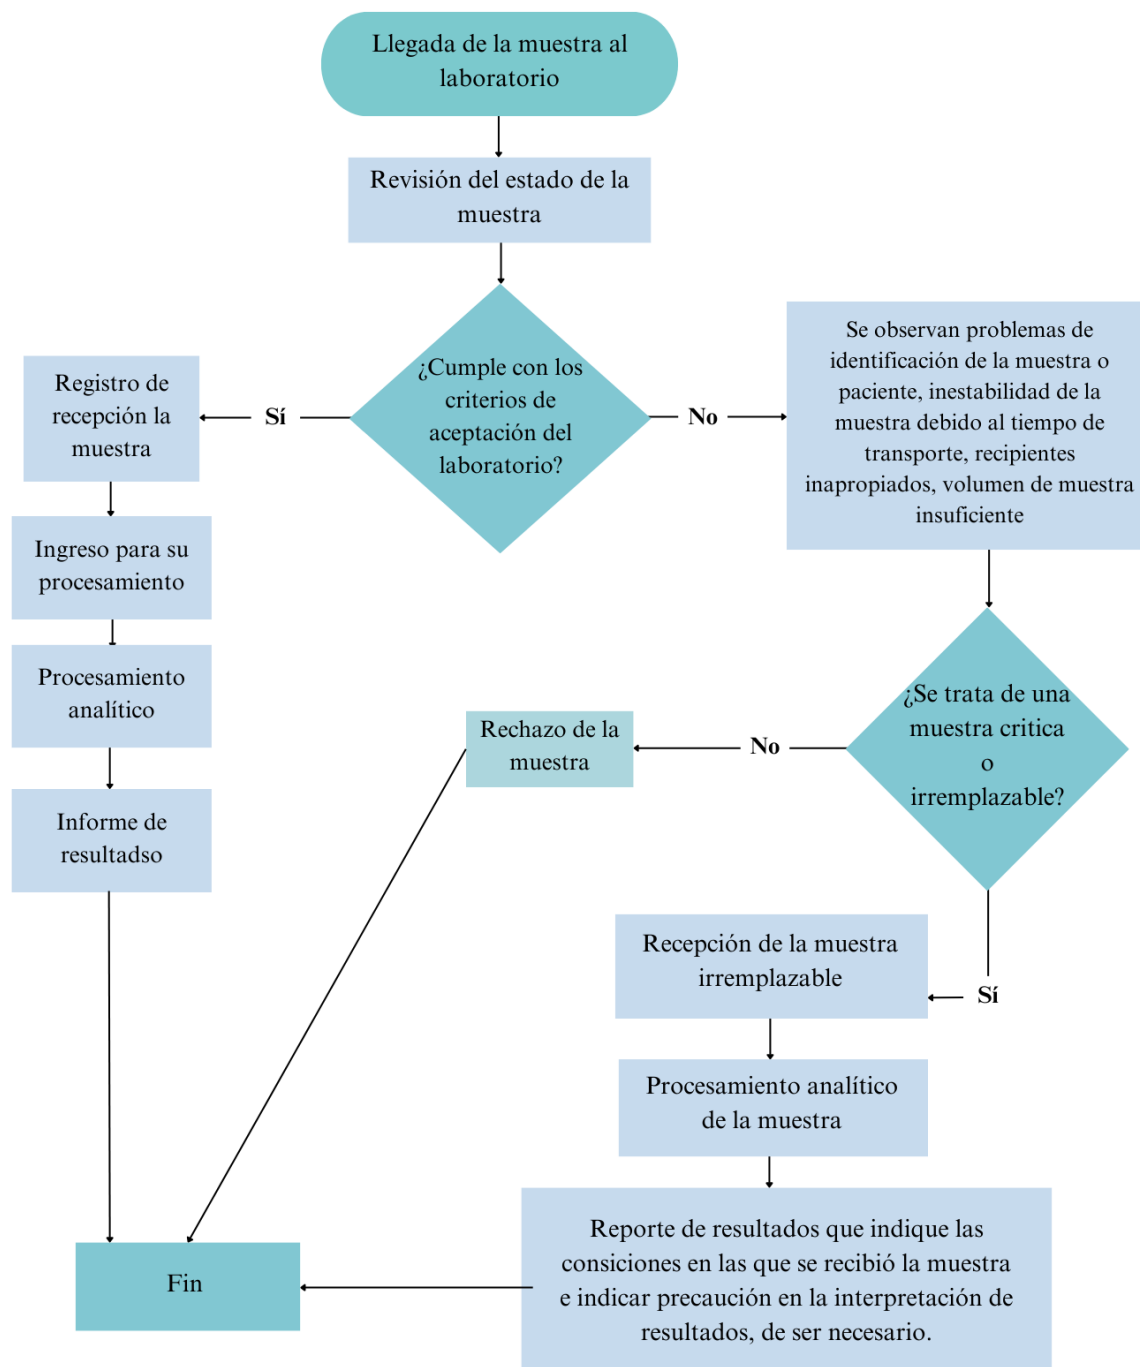 Llegada de la muestra al
laboratorio
Revisión del estado de la
muestra
¿Cumple con los
criterios de
aceptación del
laboratorio?
Sí
No
Registro de
recepción la
muestra
Ingreso para su
procesamiento
Procesamiento
analítico
Informe de
resultadso
Se observan problemas de
identificación de la muestra o
paciente, inestabilidad de la
muestra debido al tiempo de
transporte, recipientes
inapropiados, volumen de muestra
insuficiente
¿Se trata de una
muestra critica
o
irremplazable?
No
Rechazo de la
muestra
Sí
Recepción de la muestra
irremplazable
Procesamiento analítico
de la muestra
Reporte de resultados que indique las
consiciones en las que se recibió la muestra
e indicar precaución en la interpretación de
resultados, de ser necesario.
Fin